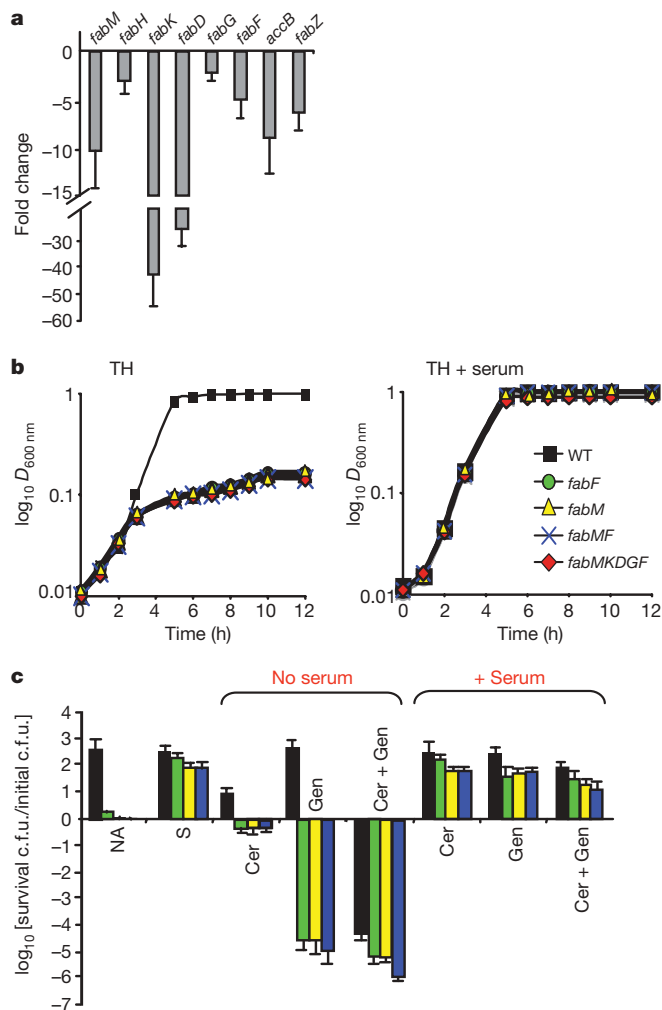 a
fabM fabH fabK fabD fabG fabF accB fabZ
Fold change
0
−5
−10
−15
−30
−40
−50
−60
b
TH
log10 D600 nm
1
0.1
0.01
0 2 4 6 8 10 12
Time (h)
TH + serum
log10 D600 nm
1
0.1
0.01
0 2 4 6 8 10 12
Time (h)
WT
fabF
fabM
fabMF
fabMKDGF
c
No serum
+ Serum
log10 [survival c.f.u./initial c.f.u.]
4
3
2
1
0
−1
−2
−3
−4
−5
−6
−7
NA
S
Cer
Gen
Cer + Gen
Cer
Gen
Cer + Gen